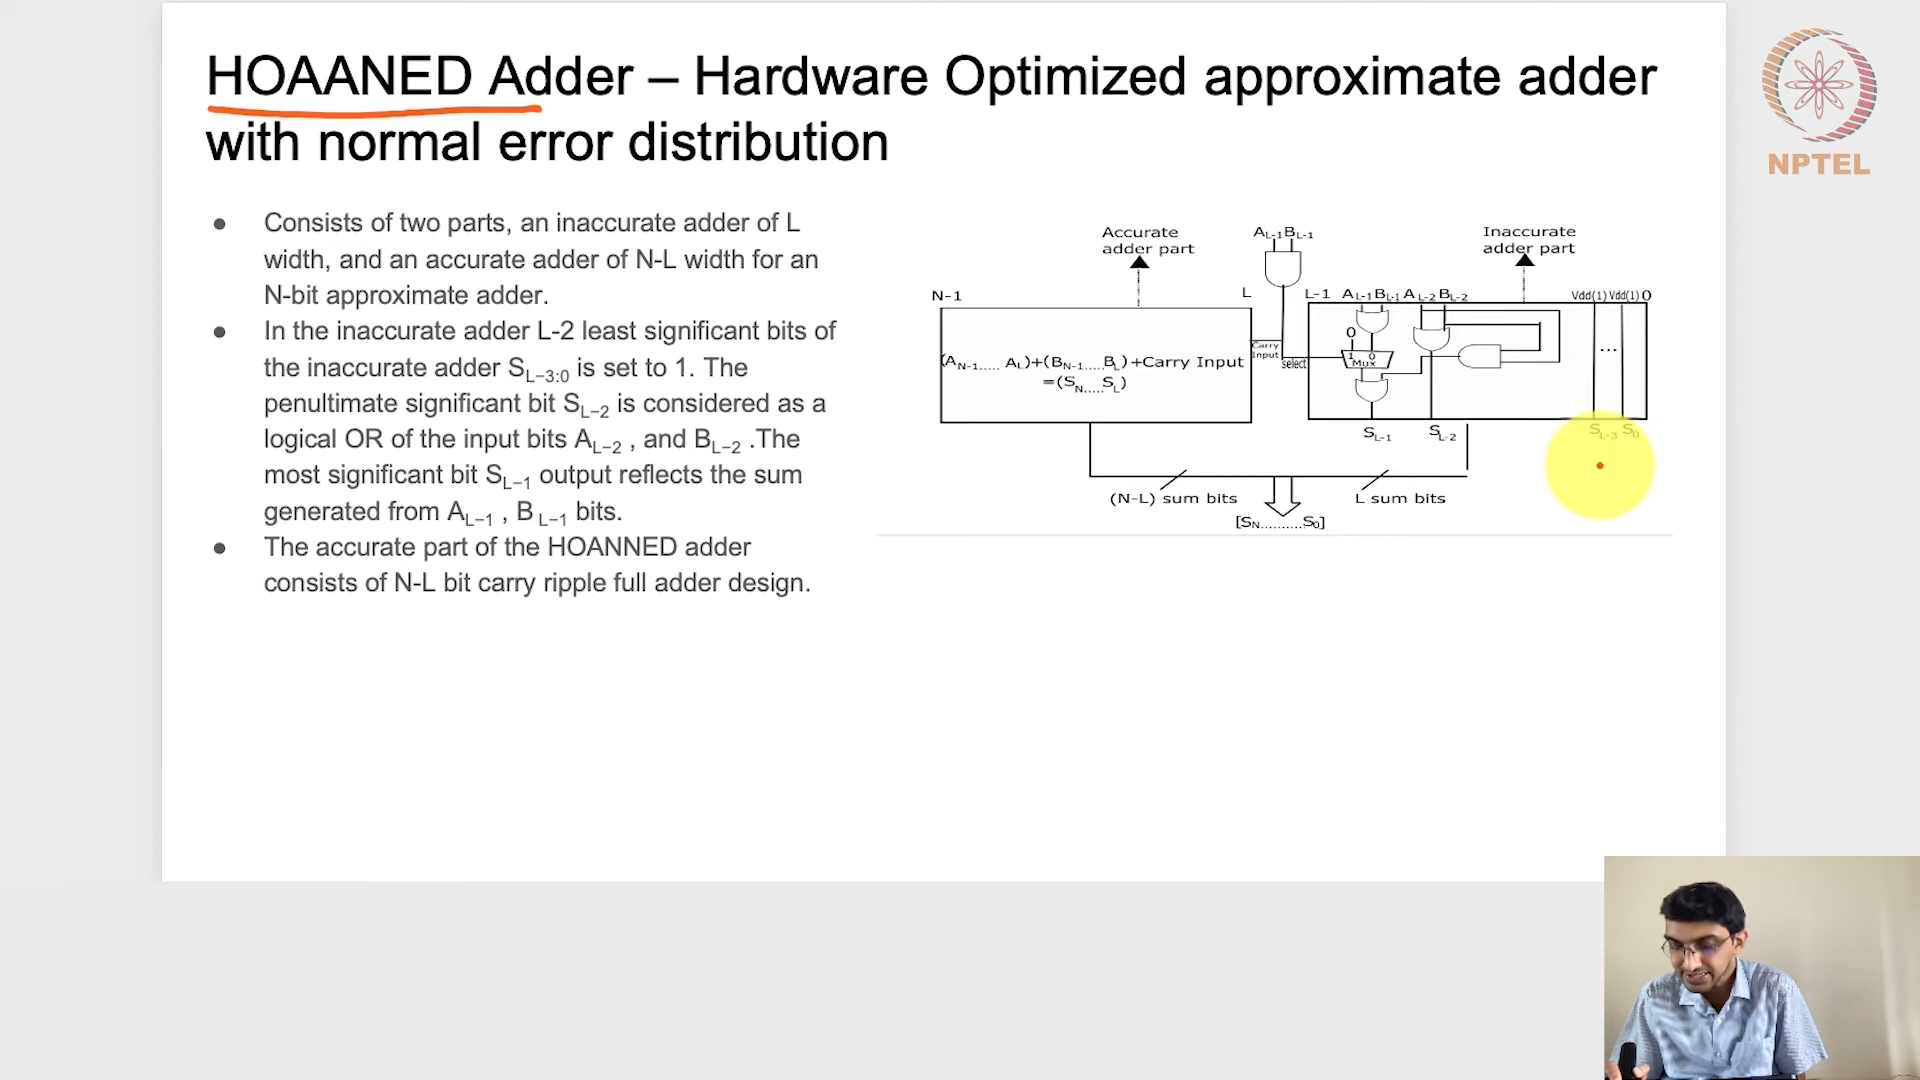 HOAANED Adder – Hardware Optimized approximate adder
with normal error distribution
NPTEL
● Consists of two parts, an inaccurate adder of L
width, and an accurate adder of N-L width for an
N-bit approximate adder.
● In the inaccurate adder L-2 least significant bits of
the inaccurate adder SL−3:0 is set to 1. The
penultimate significant bit SL−2 is considered as a
logical OR of the input bits AL−2 , and BL−2 .The
most significant bit SL−1 output reflects the sum
generated from AL−1 , B L−1 bits.
● The accurate part of the HOANNED adder
consists of N-L bit carry ripple full adder design.
Accurate
adder part
AL-1BL-1
Inaccurate
adder part
N-1
L
L-1 AL-1BL-1 AL-2 BL-2
Vdd(1) Vdd(1) 0
0
1 0
Mux
Carry
Input
select
...
(AN-1..... AL)+(BN-1.....BL)+Carry Input
=(SN....SL)
SL-1
SL-2
SL-3 S0
(N-L) sum bits
L sum bits
[SN..........S0]